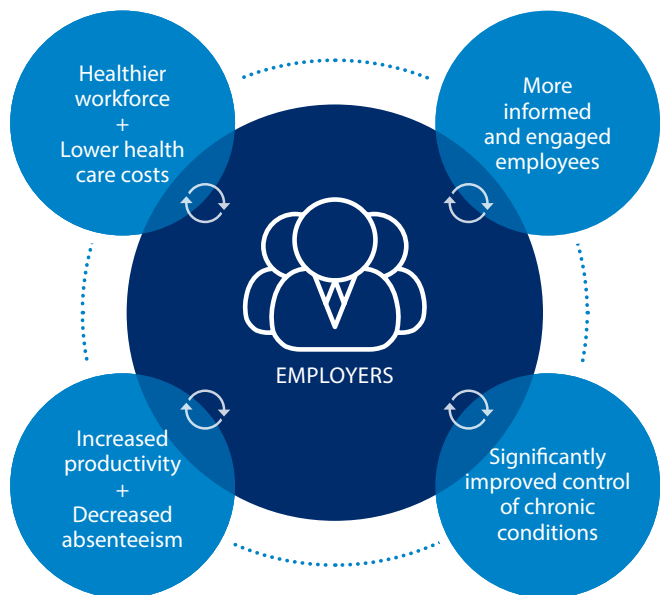 Healthier
workforce
+
Lower health
care costs
More
informed
and engaged
employees
EMPLOYERS
Increased
productivity
+
Decreased
absenteeism
Significantly
improved control
of chronic
conditions